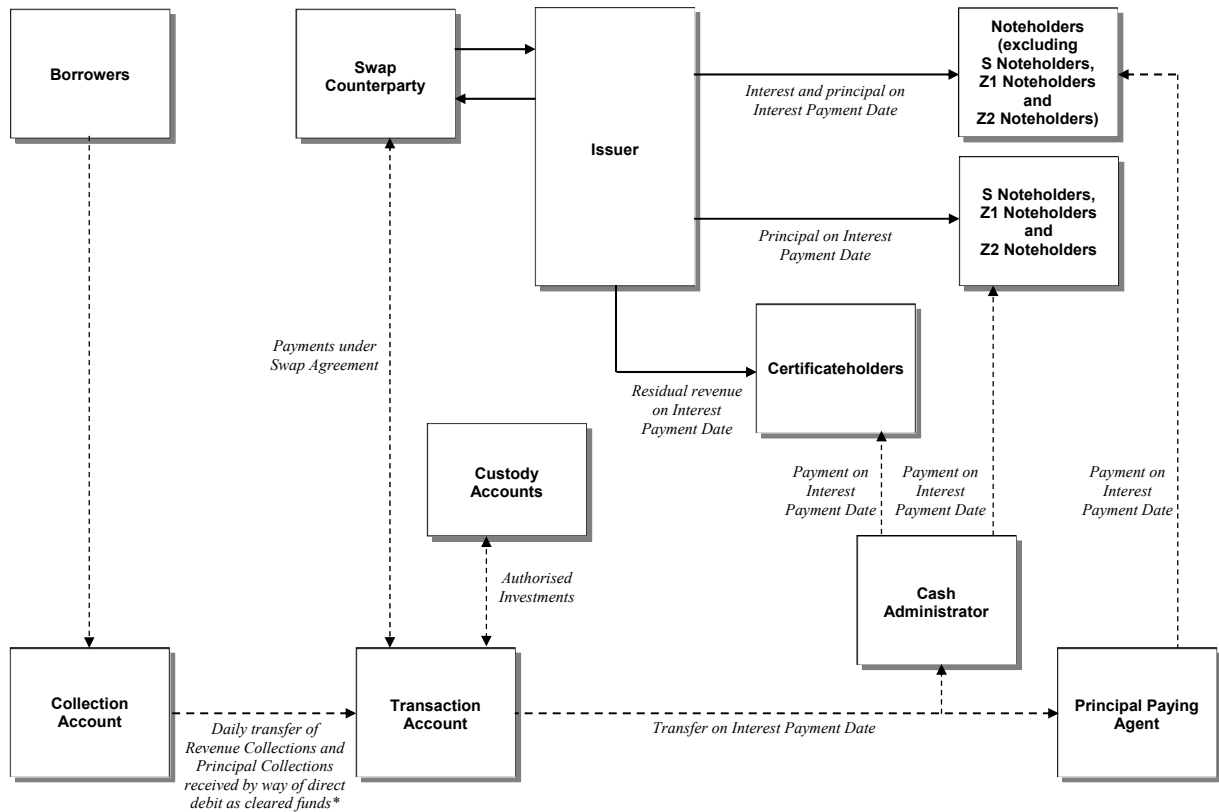 Borrowers
Swap
Counterparty
Issuer
Noteholders
(excluding
S Noteholders,
Z1 Noteholders
and
Z2 Noteholders)
Interest and principal on
Interest Payment Date
S Noteholders,
Z1 Noteholders
and
Z2 Noteholders
Principal on Interest
Payment Date
Payments under
Swap Agreement
Certificateholders
Residual revenue
on Interest
Payment Date
Custody
Accounts
Payment on
Interest
Payment Date
Payment on
Interest
Payment Date
Payment on
Interest
Payment Date
Authorised
Investments
Cash
Administrator
Collection
Account
Transaction
Account
Principal Paying
Agent
Daily transfer of
Revenue Collections and
Principal Collections
received by way of direct
debit as cleared funds*
Transfer on Interest Payment Date